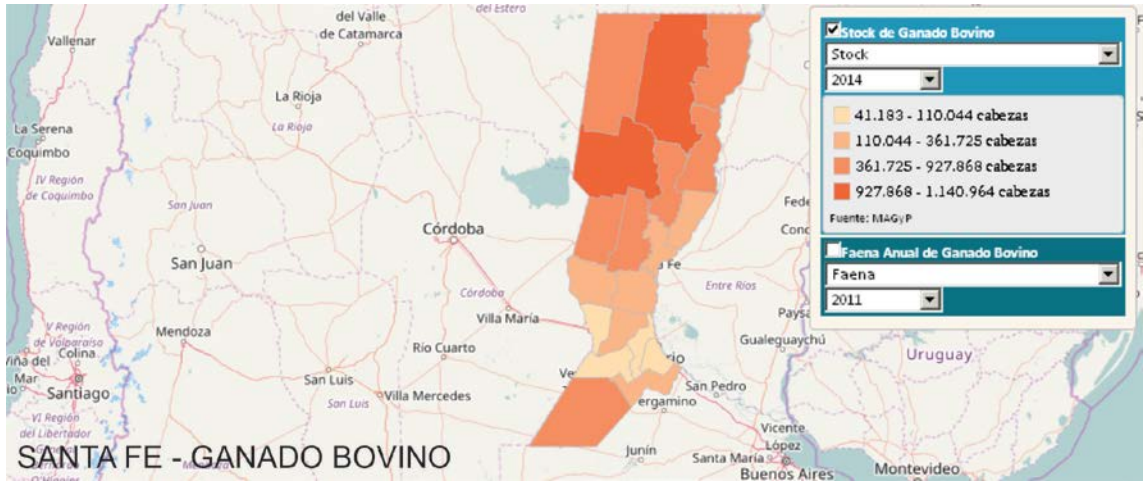 del Valle
de Catamarca
del Estero
Vallenar
La Rioja
La Rioja
La Serena
Coquimbo
IV Región
de Coquimbo
San Juan
San Juan
Córdoba
Córdoba
Villa María
Entre Ríos
Mendoza
Río Cuarto
V Región
de Valparaíso
Viña del
Mar
Colina
Santiago
San Luis
San Luis
Villa Mercedes
VI Región
del Libertador
San Pedro
Junín
Vicente
López
Santa María
Buenos Aires
Gualeguaychú
Uruguay
Montevideo
SANTA FE - GANADO BOVINO
Stock de Ganado Bovino
Stock
2014
41.183 - 110.044 cabezas
110.044 - 361.725 cabezas
361.725 - 927.868 cabezas
927.868 - 1.140.964 cabezas
Fuente: MAGyP
Faena Anual de Ganado Bovino
Faena
2011